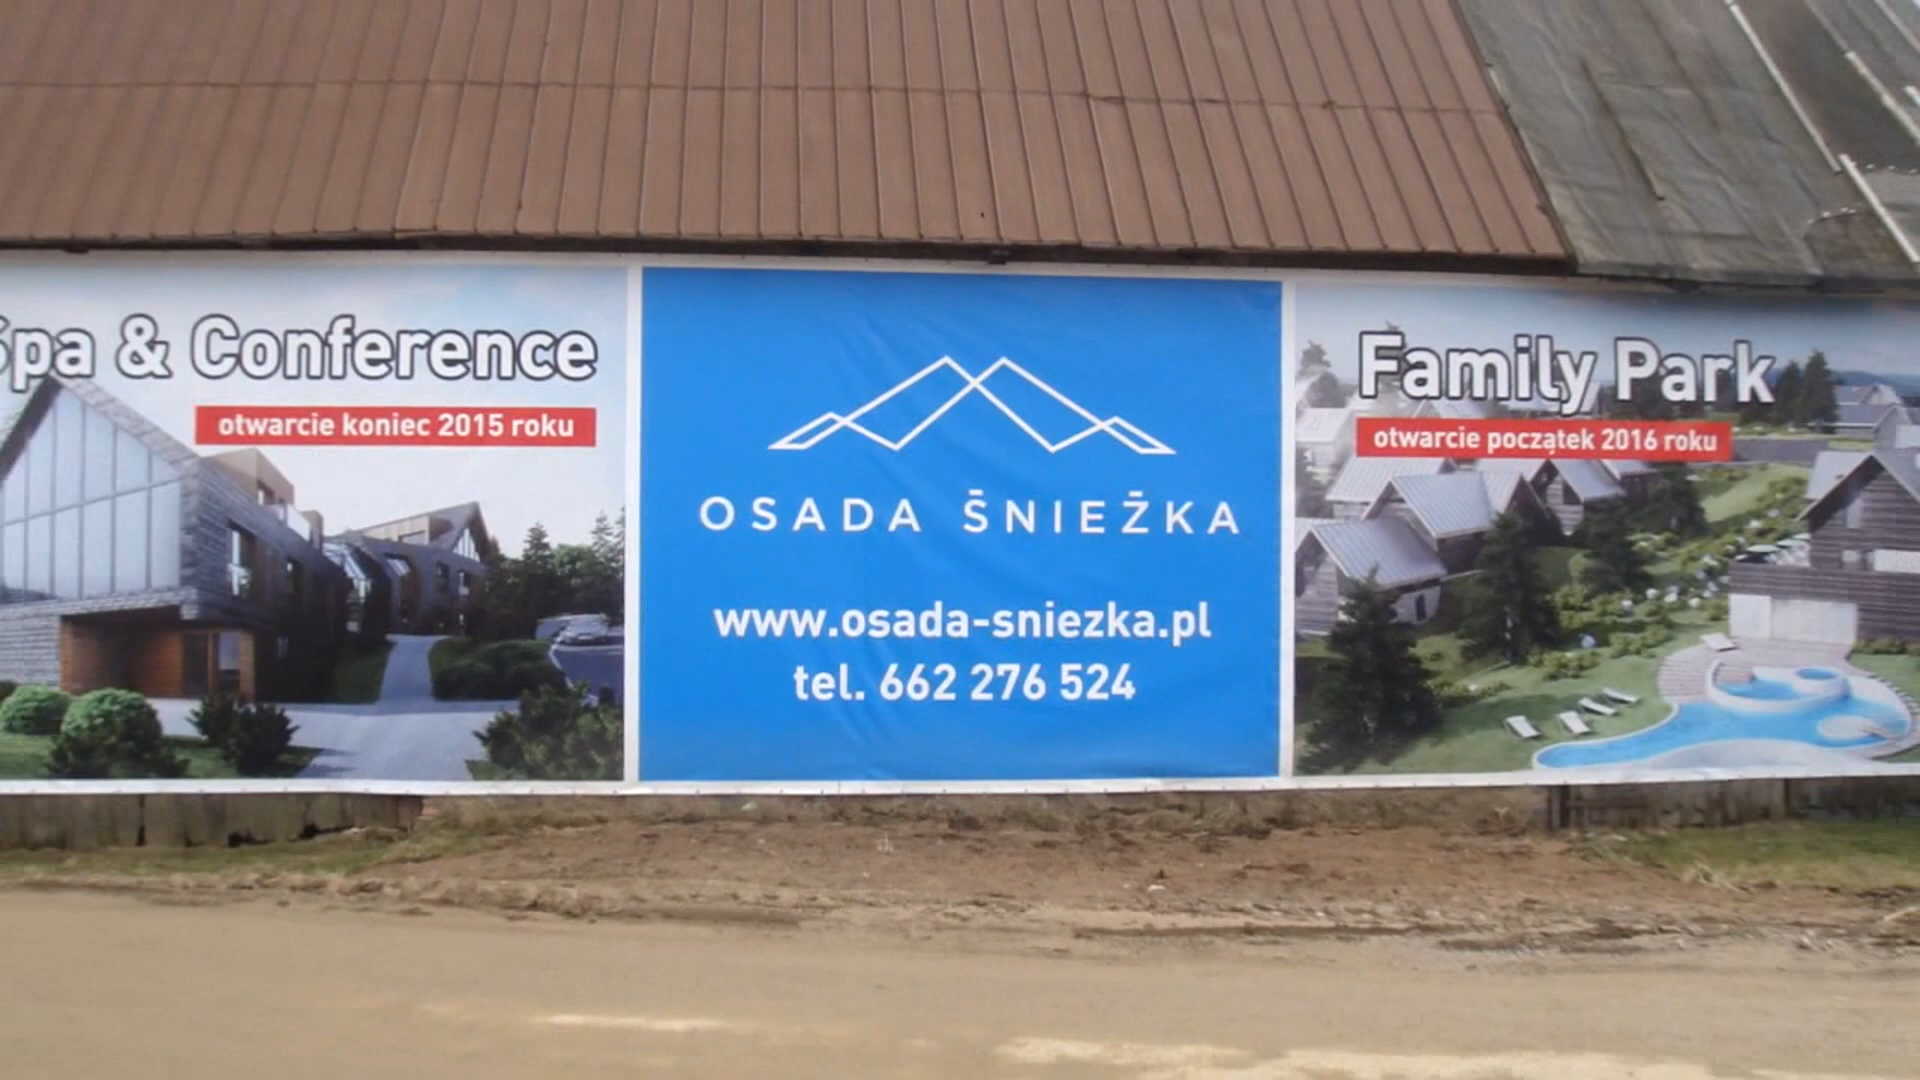 Spa & Conference
otwarcie koniec 2015 roku
OSADA ŚNIEŻKA
www.osada-sniezka.pl
tel. 662 276 524
Family Park
otwarcie początek 2016 roku